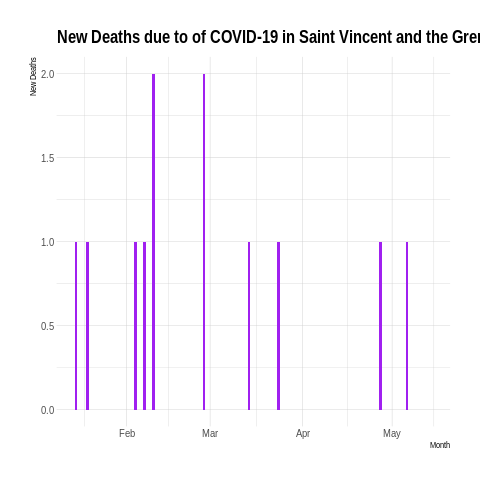 New Deaths due to of COVID-19 in Saint Vincent and the Gren
New Deaths
2.0
1.5
1.0
0.5
0.0
Feb Mar Apr May
Month